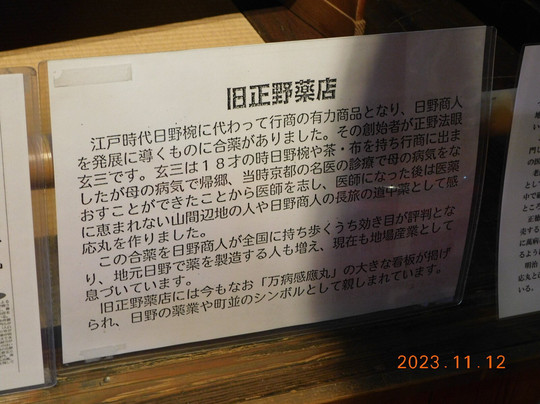 旧正野薬店
江戸時代日野椀に代わって行商の有力商品となり、日野商人
を発展に導くものに合薬がありました。その創始者が正野法眼
玄三です。玄三は１８才の時日野椀や茶・布を持ち行商に出ま
したが母の病気で帰郷、当時京都の名医の診療で母の病気をな
おすことができたことから医師を志し、医師になった後は医薬
に恵まれない山間辺地の人や日野商人の長旅の道中薬として感
応丸を作りました。
この合薬を日野商人が全国に持ち歩くうち効き目が評判とな
り、地元日野で薬を製造する人も増え、現在も地場産業として
息づいています。
旧正野薬店には今もなお「万病感應丸」の大きな看板が掲げ
られ、日野の薬業や町並のシンボルとして親しまれています。
2023.11.12